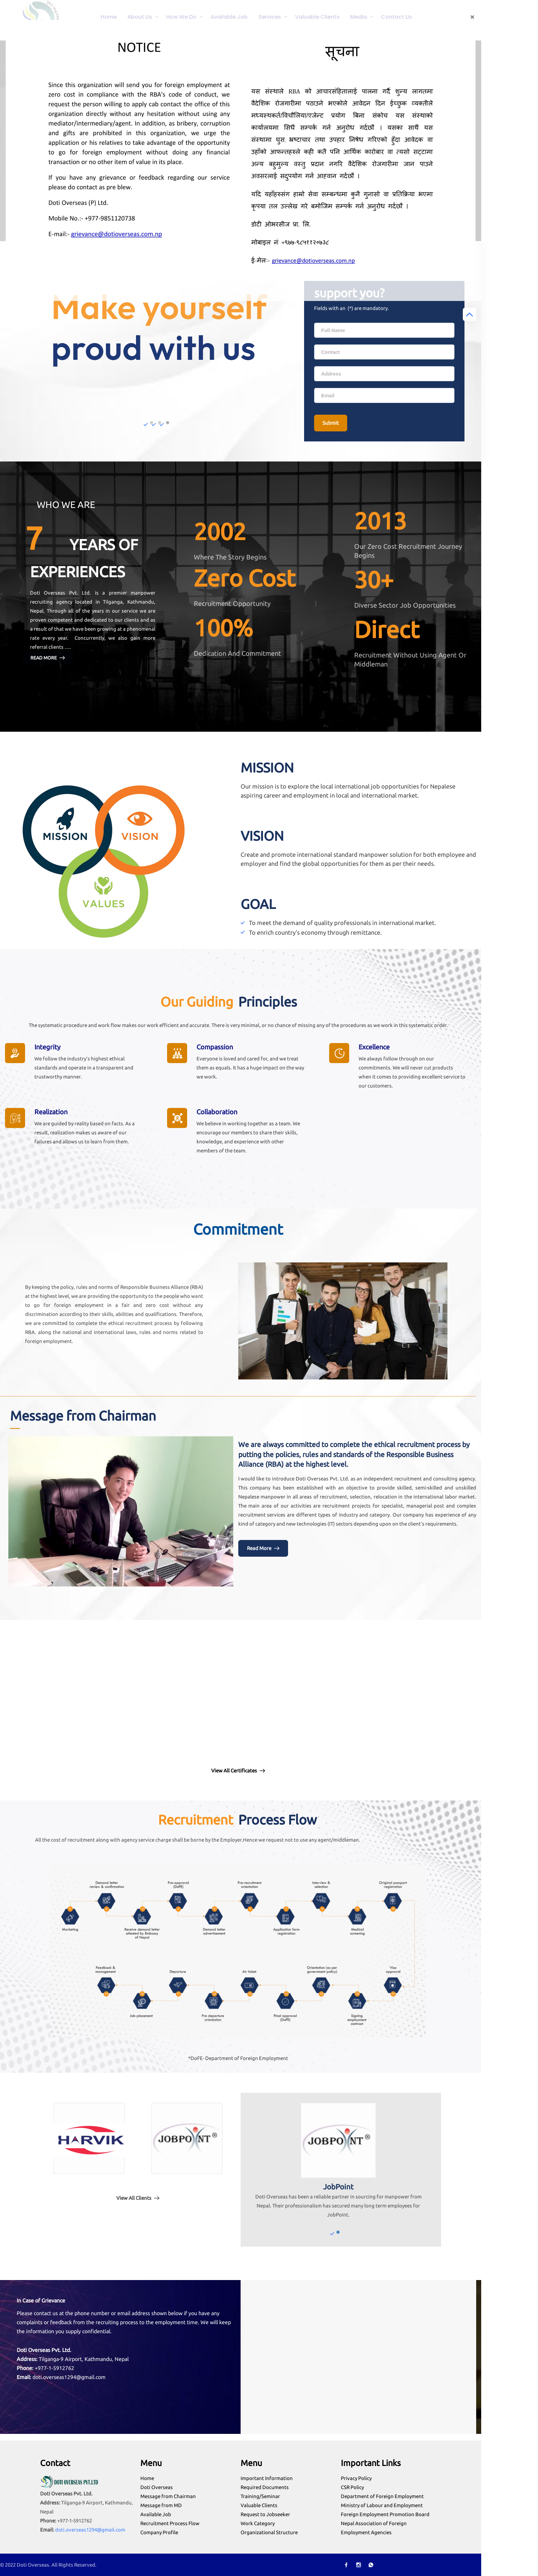 Home About Us How We Do Available Job Services Valuable Clients Media Contact Us
NOTICE
Since this organization will send you for foreign employment at
zero cost in compliance with the RBA's code of conduct, we
request the person willing to apply job contact the office of this
organization directly without any hesitation without using any
mediator/intermediary/agent. In addition, as bribery, corruption
and gifts are prohibited in this organization, we urge the
application in this relations to take advantage of the opportunity
to go for foreign employment without any financial
transaction or no other item of value in its place.
If you have any grievance or feedback regarding our service
please do contact as pre blew.
Doti Overseas (P) Ltd.
Mobile No.:- +977-9851120738
E-mail:- grievance@dotioverseas.com.np
सूचना
यस संस्थाले RBA को आचारसंहितालाई पालना गर्दै शुन्य लागतमा
वैदेशिक रोजगारीमा पठाउने भएकोले आवेदन दिन ईच्छुक व्यक्तीले
मध्यस्थकर्ता/विचौलिया/एजेन्ट प्रयोग बिना संकोच यस संस्थाको
कार्यालयमा सिधै सम्पर्क गर्न अनुरोध गर्दछौं । यसका साथै यस
संस्थामा घुस भ्रष्टाचार तथा उपहार निषेध गरिएको हुँदा आवेदक वा
उहाँको आफन्तहरुले कही कतै पनि आर्थिक कारोबार वा त्यसो सट्टामा
अन्य बहुमुल्य वस्तु प्रदान नगरि वैदेशिक रोजगारीमा जान पाउने
अवसरलाई सदुपयोग गर्न आह्वान गर्दछौं ।
यदि यहाँहरुसंग हाम्रो सेवा सम्बन्धमा कुनै गुनासो वा प्रतिक्रिया भएमा
कृपया तल उल्लेख गरे बमोजिम सम्पर्क गर्न अनुरोध गर्दछौं ।
डोटी ओभरसीज प्रा. लि.
मोबाइल नं. +९७७-९८५११२०७३८
ई-मेल:- grievance@dotioverseas.com.np
Make yourself
proud with us
support you?
Fields with an (*) are mandatory.
Full Name
Contact
Address
Email
Submit
WHO WE ARE
7 YEARS OF
EXPERIENCES
Doti Overseas Pvt. Ltd. is a premier manpower
recruiting agency located in Tilganga, Kathmandu,
Nepal. Through all of the years in our service we are
proven competent and dedicated to our clients and as
a result of that we have been growing at a phenomenal
rate every year. Concurrently, we also gain more
referral clients .....
READ MORE
2002
Where The Story Begins
Zero Cost
Recruitment Opportunity
100%
Dedication And Commitment
2013
Our Zero Cost Recruitment Journey
Begins
30+
Diverse Sector Job Opportunities
Direct
Recruitment Without Using Agent Or
Middleman
MISSION
VISION
VALUES
MISSION
Our mission is to explore the local international job opportunities for Nepalese
aspiring career and employment in local and international market.
VISION
Create and promote international standard manpower solution for both employee and
employer and find the global opportunities for them as per their needs.
GOAL
To meet the demand of quality professionals in international market.
To enrich country's economy through remittance.
Our Guiding Principles
The systematic procedure and work flow makes our work efficient and accurate. There is very minimal, or no chance of missing any of the procedures as we work in this systematic order.
Integrity
We follow the industry's highest ethical
standards and operate in a transparent and
trustworthy manner.
Compassion
Everyone is loved and cared for, and we treat
them as equals. It has a huge impact on the way
we work.
Excellence
We always follow through on our
commitments. We will never cut products
when it comes to providing excellent service to
our customers.
Realization
We are guided by reality based on facts. As a
result, realization makes us aware of our
failures and allows us to learn from them.
Collaboration
We believe in working together as a team. We
encourage our members to share their skills,
knowledge, and experience with other
members of the team.
Commitment
By keeping the policy, rules and norms of Responsible Business Alliance (RBA)
at the highest level, we are providing the opportunity to the people who want
to go for foreign employment in a fair and zero cost without any
discrimination according to their skills, abilities and qualifications. Therefore,
we are committed to complete the ethical recruitment process by following
RBA, along the national and international laws, rules and norms related to
foreign employment.
Message from Chairman
We are always committed to complete the ethical recruitment process by
putting the policies, rules and standards of the Responsible Business
Alliance (RBA) at the highest level.
I would like to introduce Doti Overseas Pvt. Ltd. as an independent recruitment and consulting agency.
This company has been established with an objective to provide skilled, semi-skilled and unskilled
Nepalese manpower in all areas of recruitment, selection, relocation in the international labor market.
The main area of our activities are recruitment projects for specialist, managerial post and complex
recruitment services are different types of industry and category. Our company has experience of any
kind of category and new technologies (IT) sectors depending upon on the client's requirements.
Read More
View All Certificates
Recruitment Process Flow
All the cost of recruitment along with agency service charge shall be borne by the Employer.Hence we request not to use any agent/middleman.
Demand letter
review & confirmation
Pre-approval
(DoFE)
Pre-recruitment
orientation
Interview &
selection
Original passport
registration
Marketing
Receive demand letter
attested by Embassy
of Nepal
Demand letter
advertisement
Application form
registration
Medical
screening
Feedback &
management
Departure
Air ticket
Orientation (as per
government policy)
Visa
approval
Job placement
Pre departure
orientation
Final approval
(DoFE)
Signing
employment
contract
*DoFE- Department of Foreign Employment
HARVIK
JOBPOINT®
View All Clients
JOBPOINT®
JobPoint
Doti Overseas has been a reliable partner in sourcing for manpower from
Nepal. Their professionalism has secured many long term employees for
JobPoint.
In Case of Grievance
Please contact us at the phone number or email address shown below if you have any
complaints or feedback from the recruiting process to the employment time. We will keep
the information you supply confidential.
Doti Overseas Pvt. Ltd.
Address: Tilganga-9 Airport, Kathmandu, Nepal
Phone: +977-1-5912762
Email: doti.overseas1294@gmail.com
Contact
DOTI OVERSEAS PVT.LTD
Doti Overseas Pvt. Ltd.
Address: Tilganga-9 Airport, Kathmandu,
Nepal
Phone: +977-1-5912762
Email: doti.overseas1294@gmail.com
Menu
Home
Doti Overseas
Message from Chairman
Message from MD
Available Job
Recruitment Process Flow
Company Profile
Menu
Important Information
Required Documents
Training/Seminar
Valuable Clients
Request to Jobseeker
Work Category
Organizational Structure
Important Links
Privacy Policy
CSR Policy
Department of Foreign Employment
Ministry of Labour and Employment
Foreign Employment Promotion Board
Nepal Association of Foreign
Employment Agencies
© 2022 Doti Overseas. All Rights Reserved.